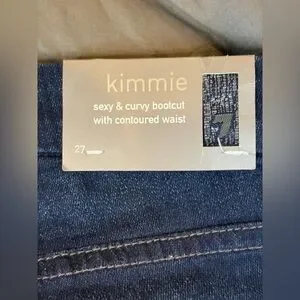 kimmie
sexy & curvy bootcut
with contoured waist
27
7